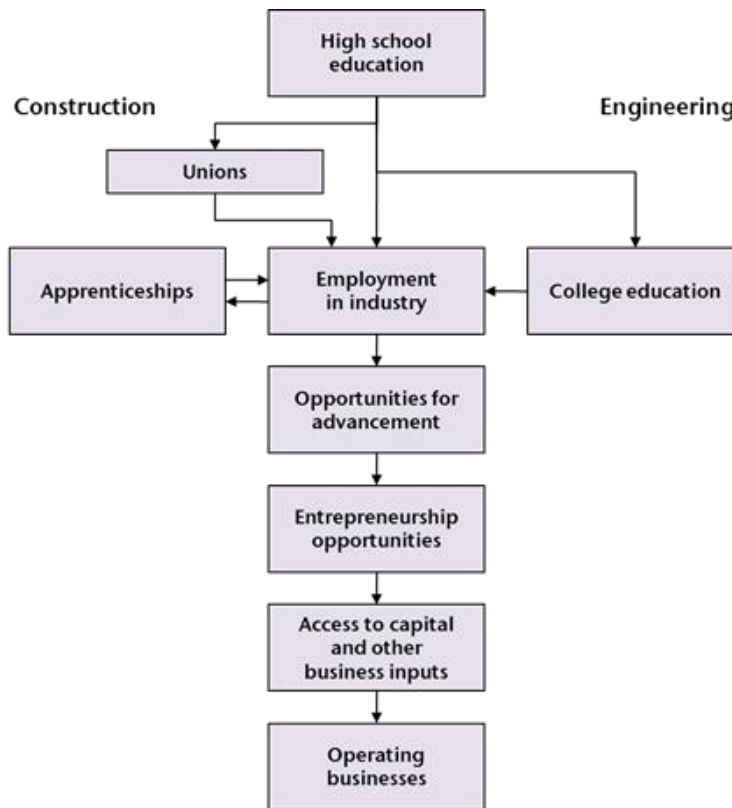 High school
education
Construction
Engineering
Unions
Apprenticeships
Employment
in industry
College education
Opportunities for
advancement
Entrepreneurship
opportunities
Access to capital
and other
business inputs
Operating
businesses